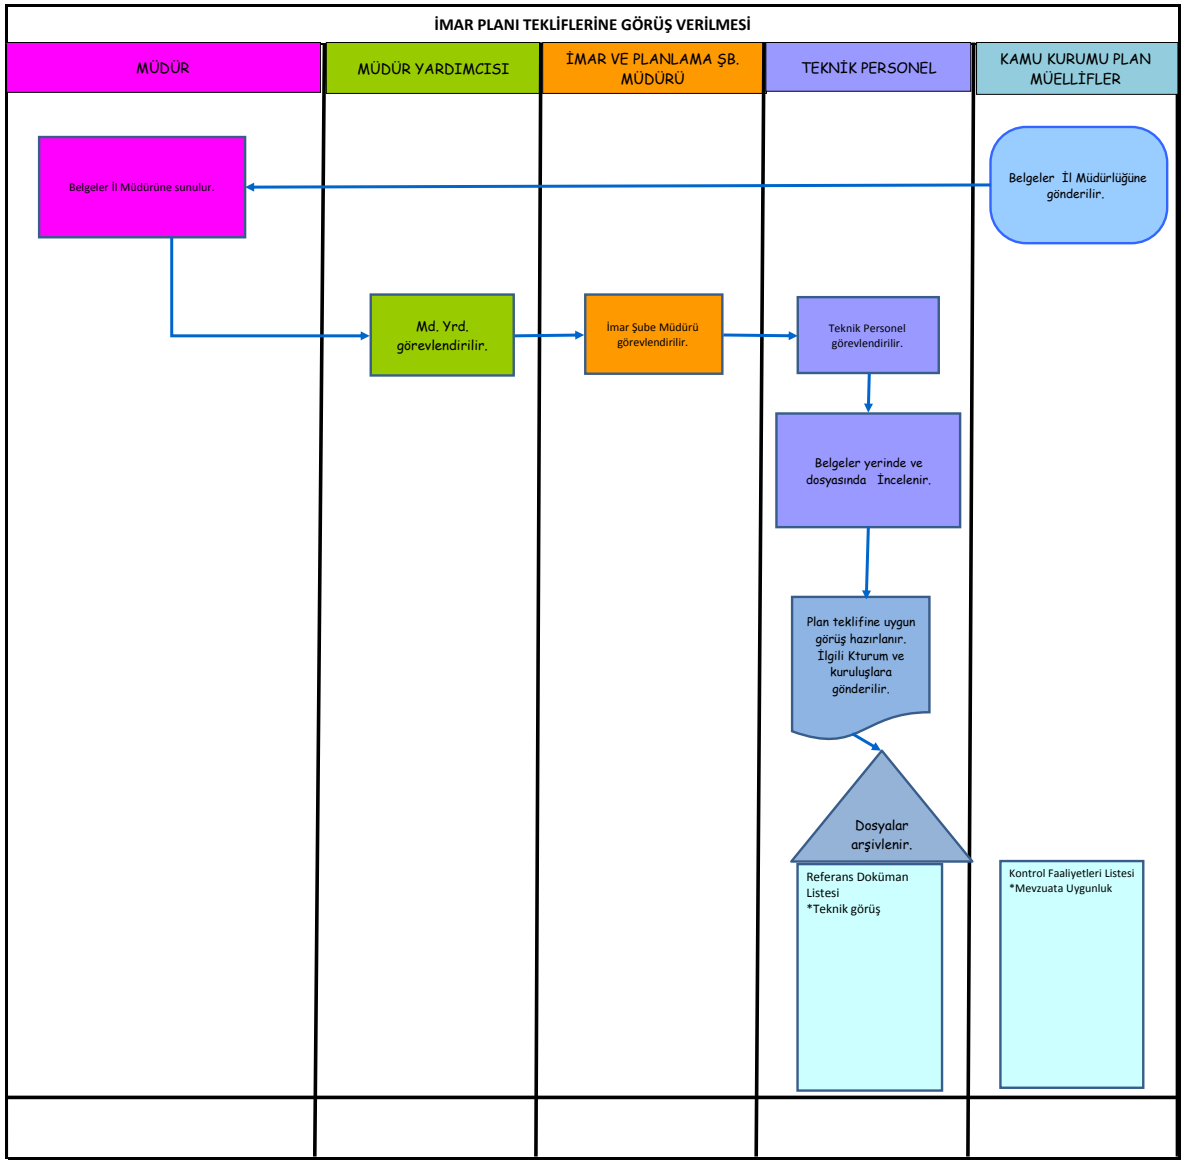 İMAR PLANI TEKLİFLERİNE GÖRÜŞ VERİLMESİ
MÜDÜR
MÜDÜR YARDIMCISI
İMAR VE PLANLAMA ŞB.
MÜDÜRÜ
TEKNİK PERSONEL
KAMU KURUMU PLAN
MÜELLİFLER
Belgeler İl Müdürüne sunulur.
Belgeler İl Müdürlüğüne
gönderilir.
Md. Yrd.
görevlendirilir.
İmar Şube Müdürü
görevlendirilir.
Teknik Personel
görevlendirilir.
Belgeler yerinde ve
dosyasında İncelenir.
Plan teklifine uygun
görüş hazırlanır.
İlgili Kturum ve
kuruluşlara
gönderilir.
Dosyalar
arşivlenir.
Referans Doküman
Listesi
*Teknik görüş
Kontrol Faaliyetleri Listesi
*Mevzuata Uygunluk